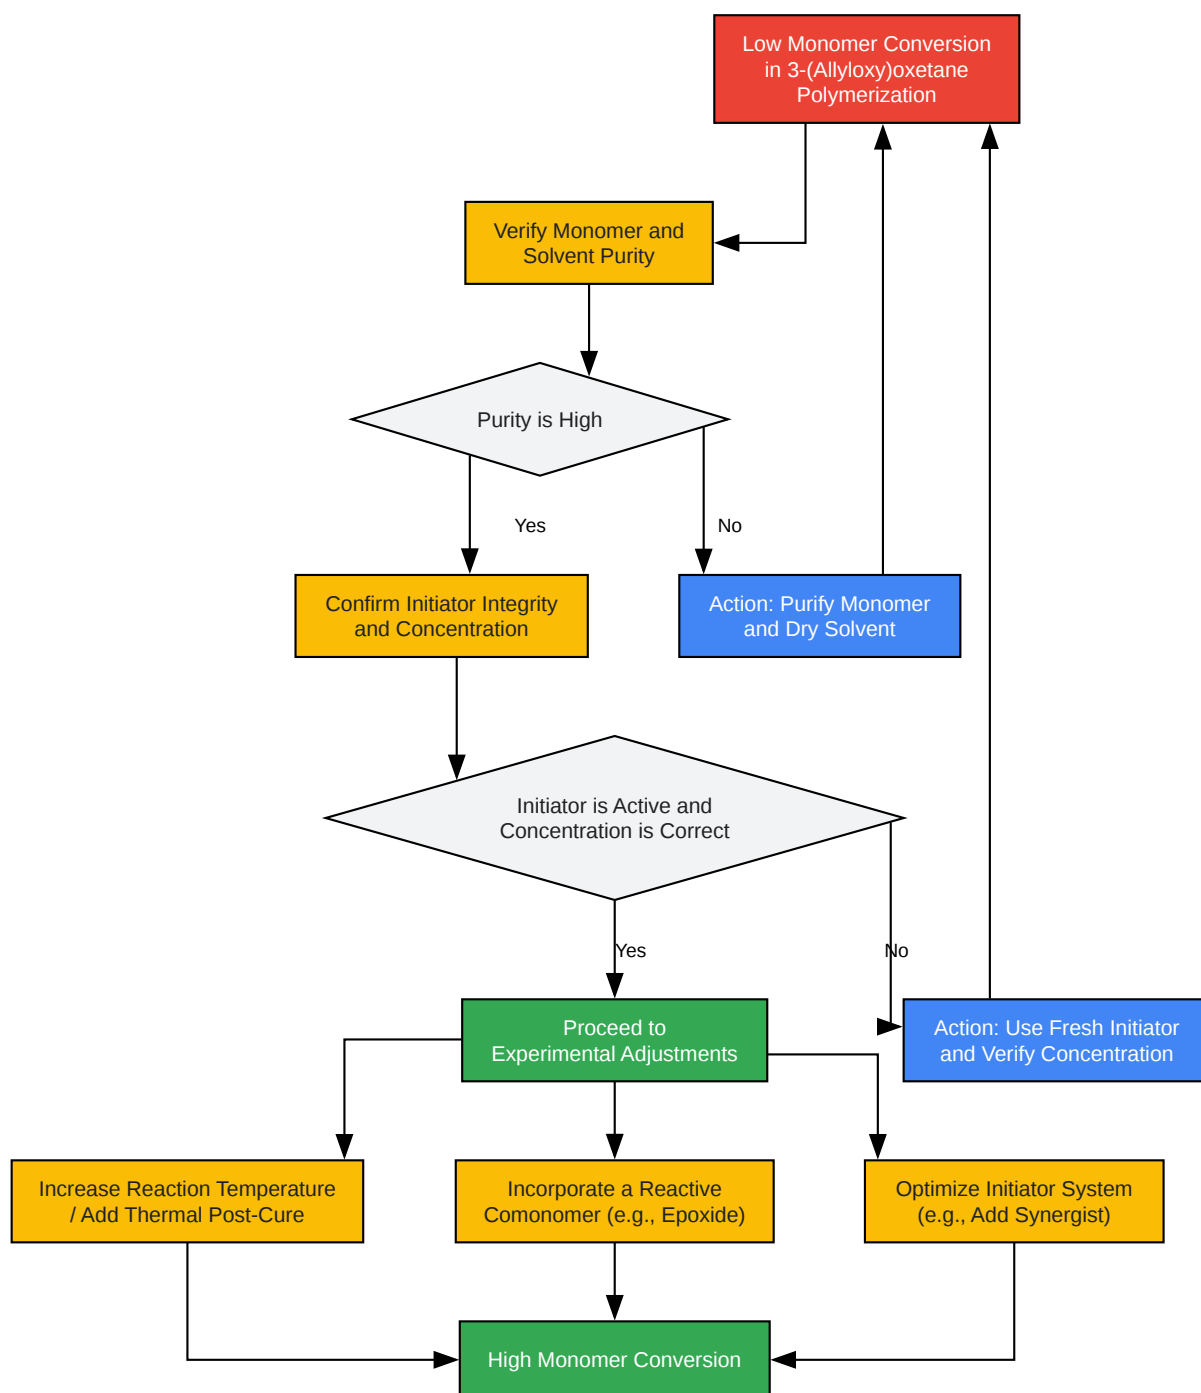 Low Monomer Conversion
in 3-(Allyloxy)oxetane
Polymerization
Verify Monomer and
Solvent Purity
Purity is High
Yes
No
Confirm Initiator Integrity
and Concentration
Action: Purify Monomer
and Dry Solvent
Initiator is Active and
Concentration is Correct
Yes
No
Proceed to
Experimental Adjustments
Action: Use Fresh Initiator
and Verify Concentration
Increase Reaction Temperature
/ Add Thermal Post-Cure
Incorporate a Reactive
Comonomer (e.g., Epoxide)
Optimize Initiator System
(e.g., Add Synergist)
High Monomer Conversion